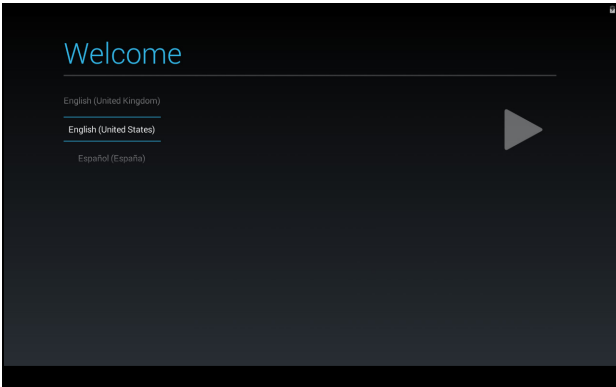 Welcome
English (United Kingdom)
English (United States)
Español (España)